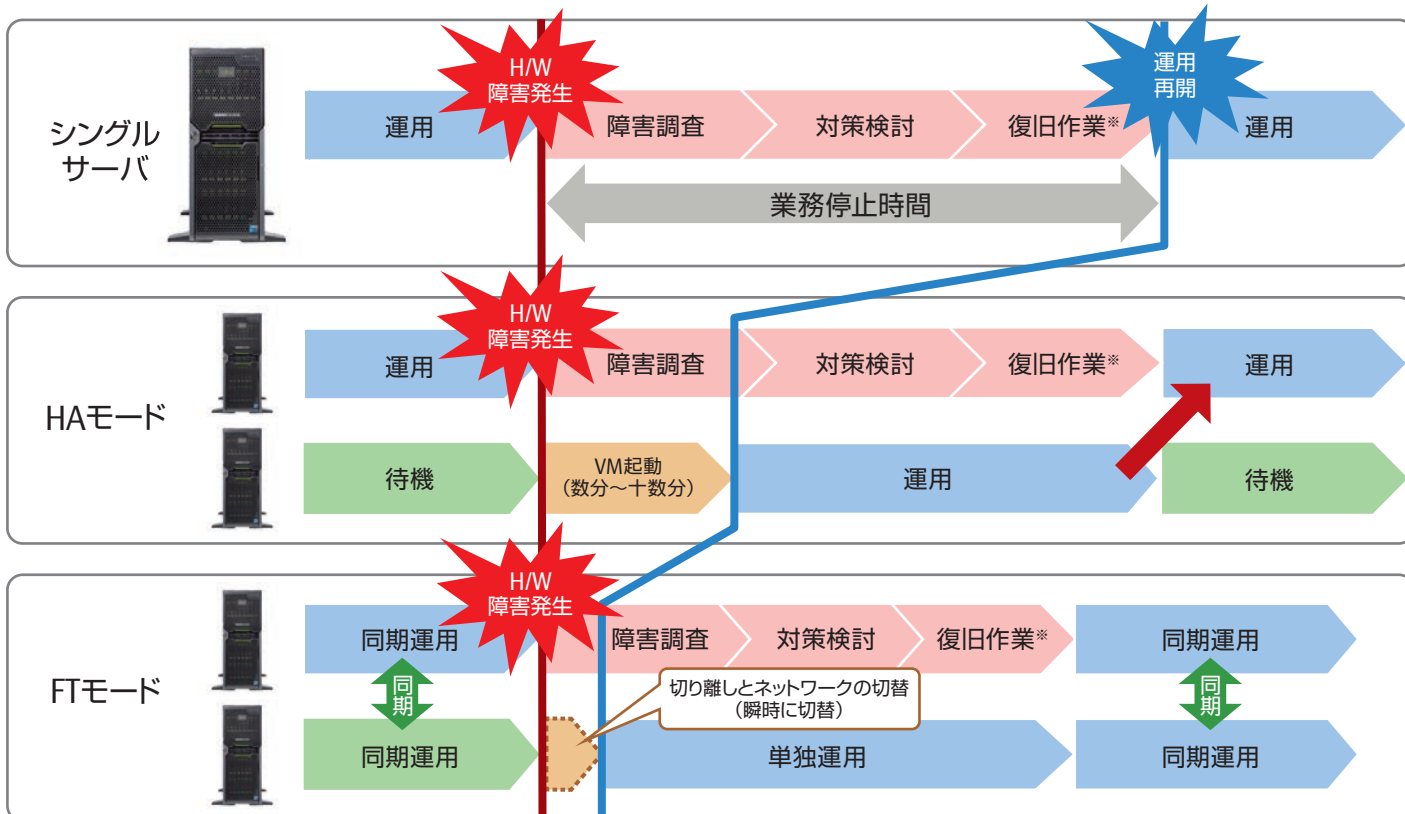 シングル
サーバ
運用
H/W
障害発生
障害調査
対策検討
復旧作業※
運用
再開
運用
業務停止時間
HAモード
運用
H/W
障害発生
障害調査
対策検討
復旧作業※
運用
待機
VM起動
（数分～十数分）
運用
待機
FTモード
同期運用
H/W
障害発生
障害調査
対策検討
復旧作業※
同期運用
同期
切り離しとネットワークの切替
（瞬時に切替）
同期
同期運用
単独運用
同期運用